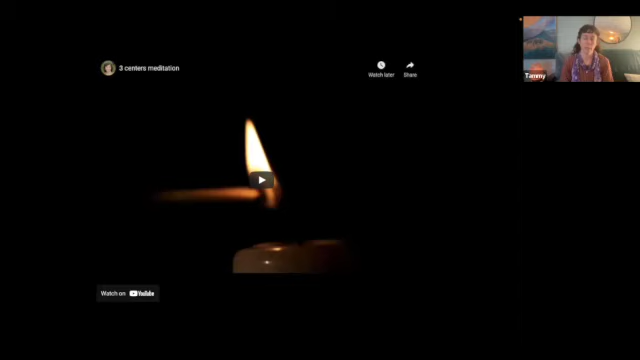 3 centers meditation
Watch later
Share
Tammy
Watch on YouTube